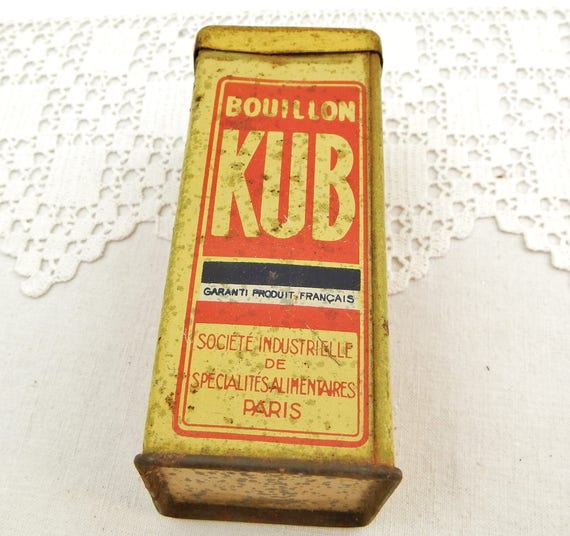 BOUILLON
KUB
GARANTI PRODUIT FRANÇAIS
SOCIÉTÉ INDUSTRIELLE
DE
SPÉCIALITÉS ALIMENTAIRES
PARIS